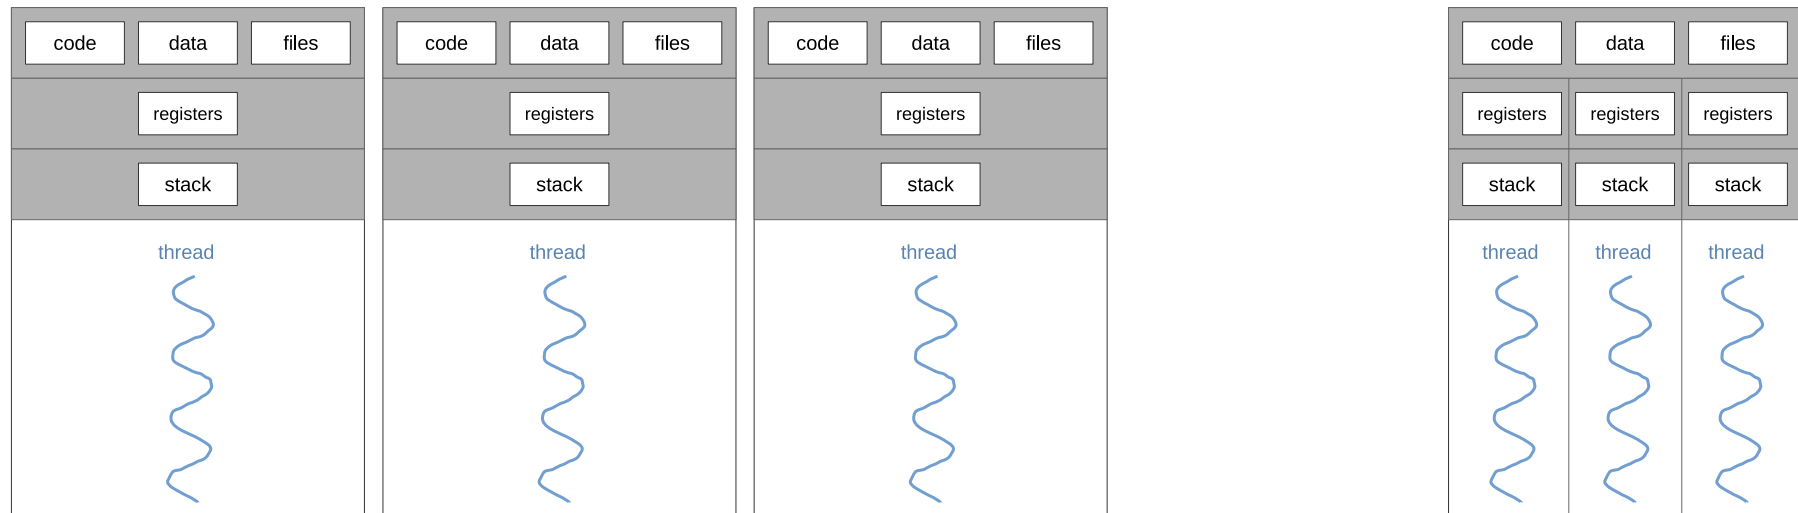 code data files code data files code data files code data files
registers registers registers registers registers registers
stack stack stack stack stack stack
thread thread thread thread thread thread